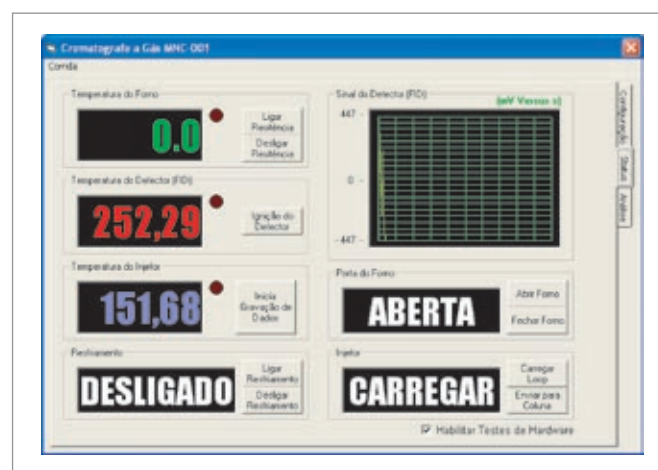 Cromatografo a Gás MNC-001
Corrida
Temperatura do Forno
0.0
Ligar
Resistência
Desligar
Resistência
Temperatura do Detector (FID)
252,29
Ignição do
Detector
Temperatura do Injetor
151,68
Inicia
Gravação de
Dados
Resfriamento
DESLIGADO
Ligar
Resfriamento
Desligar
Resfriamento
Sinal do Detector (FID)
(mV Versus s)
447
0
-447
Porta do Forno
ABERTA
Abrir Forno
Fechar Forno
Injetor
CARREGAR
Carregar
Loop
Enviar para
Coluna
Habilitar Testes de Hardware
Configuração
Status
Análise